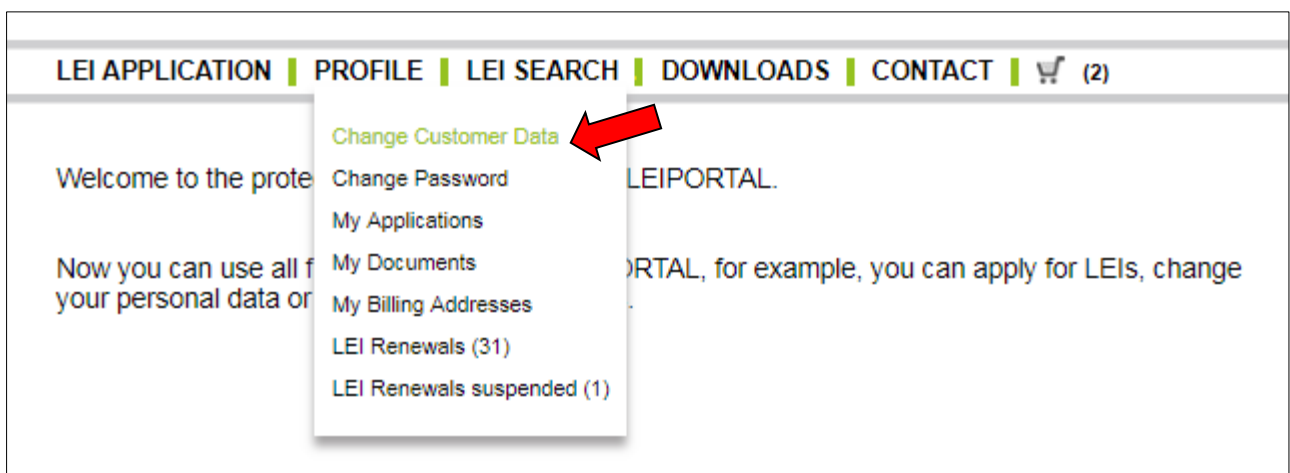 LEI APPLICATION PROFILE LEI SEARCH DOWNLOADS CONTACT (2)
Change Customer Data
Welcome to the prote Change Password LEIPORTAL.
My Applications
Now you can use all f My Documents RTAL, for example, you can apply for LEIs, change
your personal data or My Billing Addresses .
LEI Renewals (31)
LEI Renewals suspended (1)